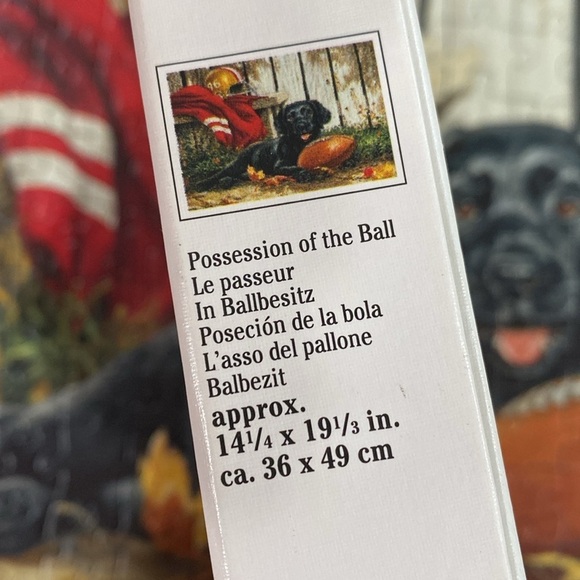 Possession of the Ball
Le passeur
In Ballbesitz
Poseción de la bola
L'asso del pallone
Balbezit
approx.
14¼ x 19⅓ in.
ca. 36 x 49 cm